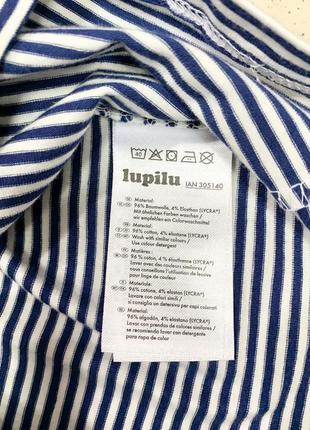 40
lupilu IAN 305140
Material:
96% Baumwolle, 4% Elasthan (LYCRA®)
Mit ähnlichen Farben waschen /
wir empfehlen ein Colorwaschmittel
Material:
96% cotton, 4% elastane (LYCRA®)
Wash with similar colours /
Use colour detergent
Matières :
96 % coton, 4 % élasthanne (LYCRA®)
Laver avec des couleurs similaires /
nous conseillons l'utilisation de lessive
pour linge de couleur
Materiale:
96% cotone, 4% elastan (LYCRA®)
Lavare con colori simili /
si consiglia un detersivo per capi colorati
Material:
96% algodón, 4% elastano (LYCRA®)
Lavar con prendas de colores similares /
se recomienda lavar con detergente
para ropa de color